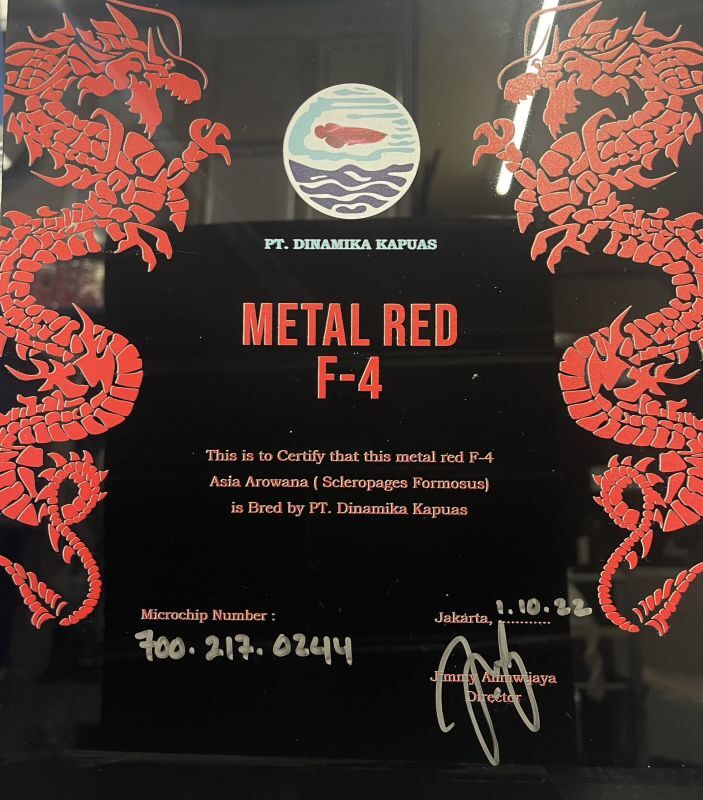 PT. DINAMIKA KAPUAS
METAL RED
F-4
This is to Certify that this metal red F-4
Asia Arowana ( Scleropages Formosus)
is Bred by PT. Dinamika Kapuas
Microchip Number :
700.217.0244
Jakarta, 1.10.22
Jimmy
Director